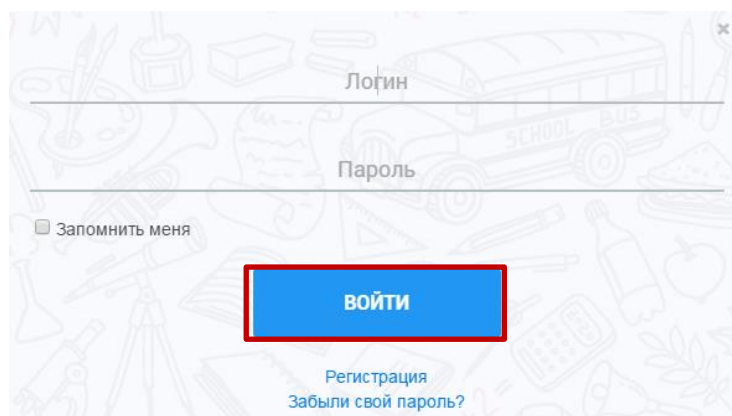 ×
Логин
SCHOOL BUS
Пароль
Запомнить меня
ВОЙТИ
Регистрация
Забыли свой пароль?